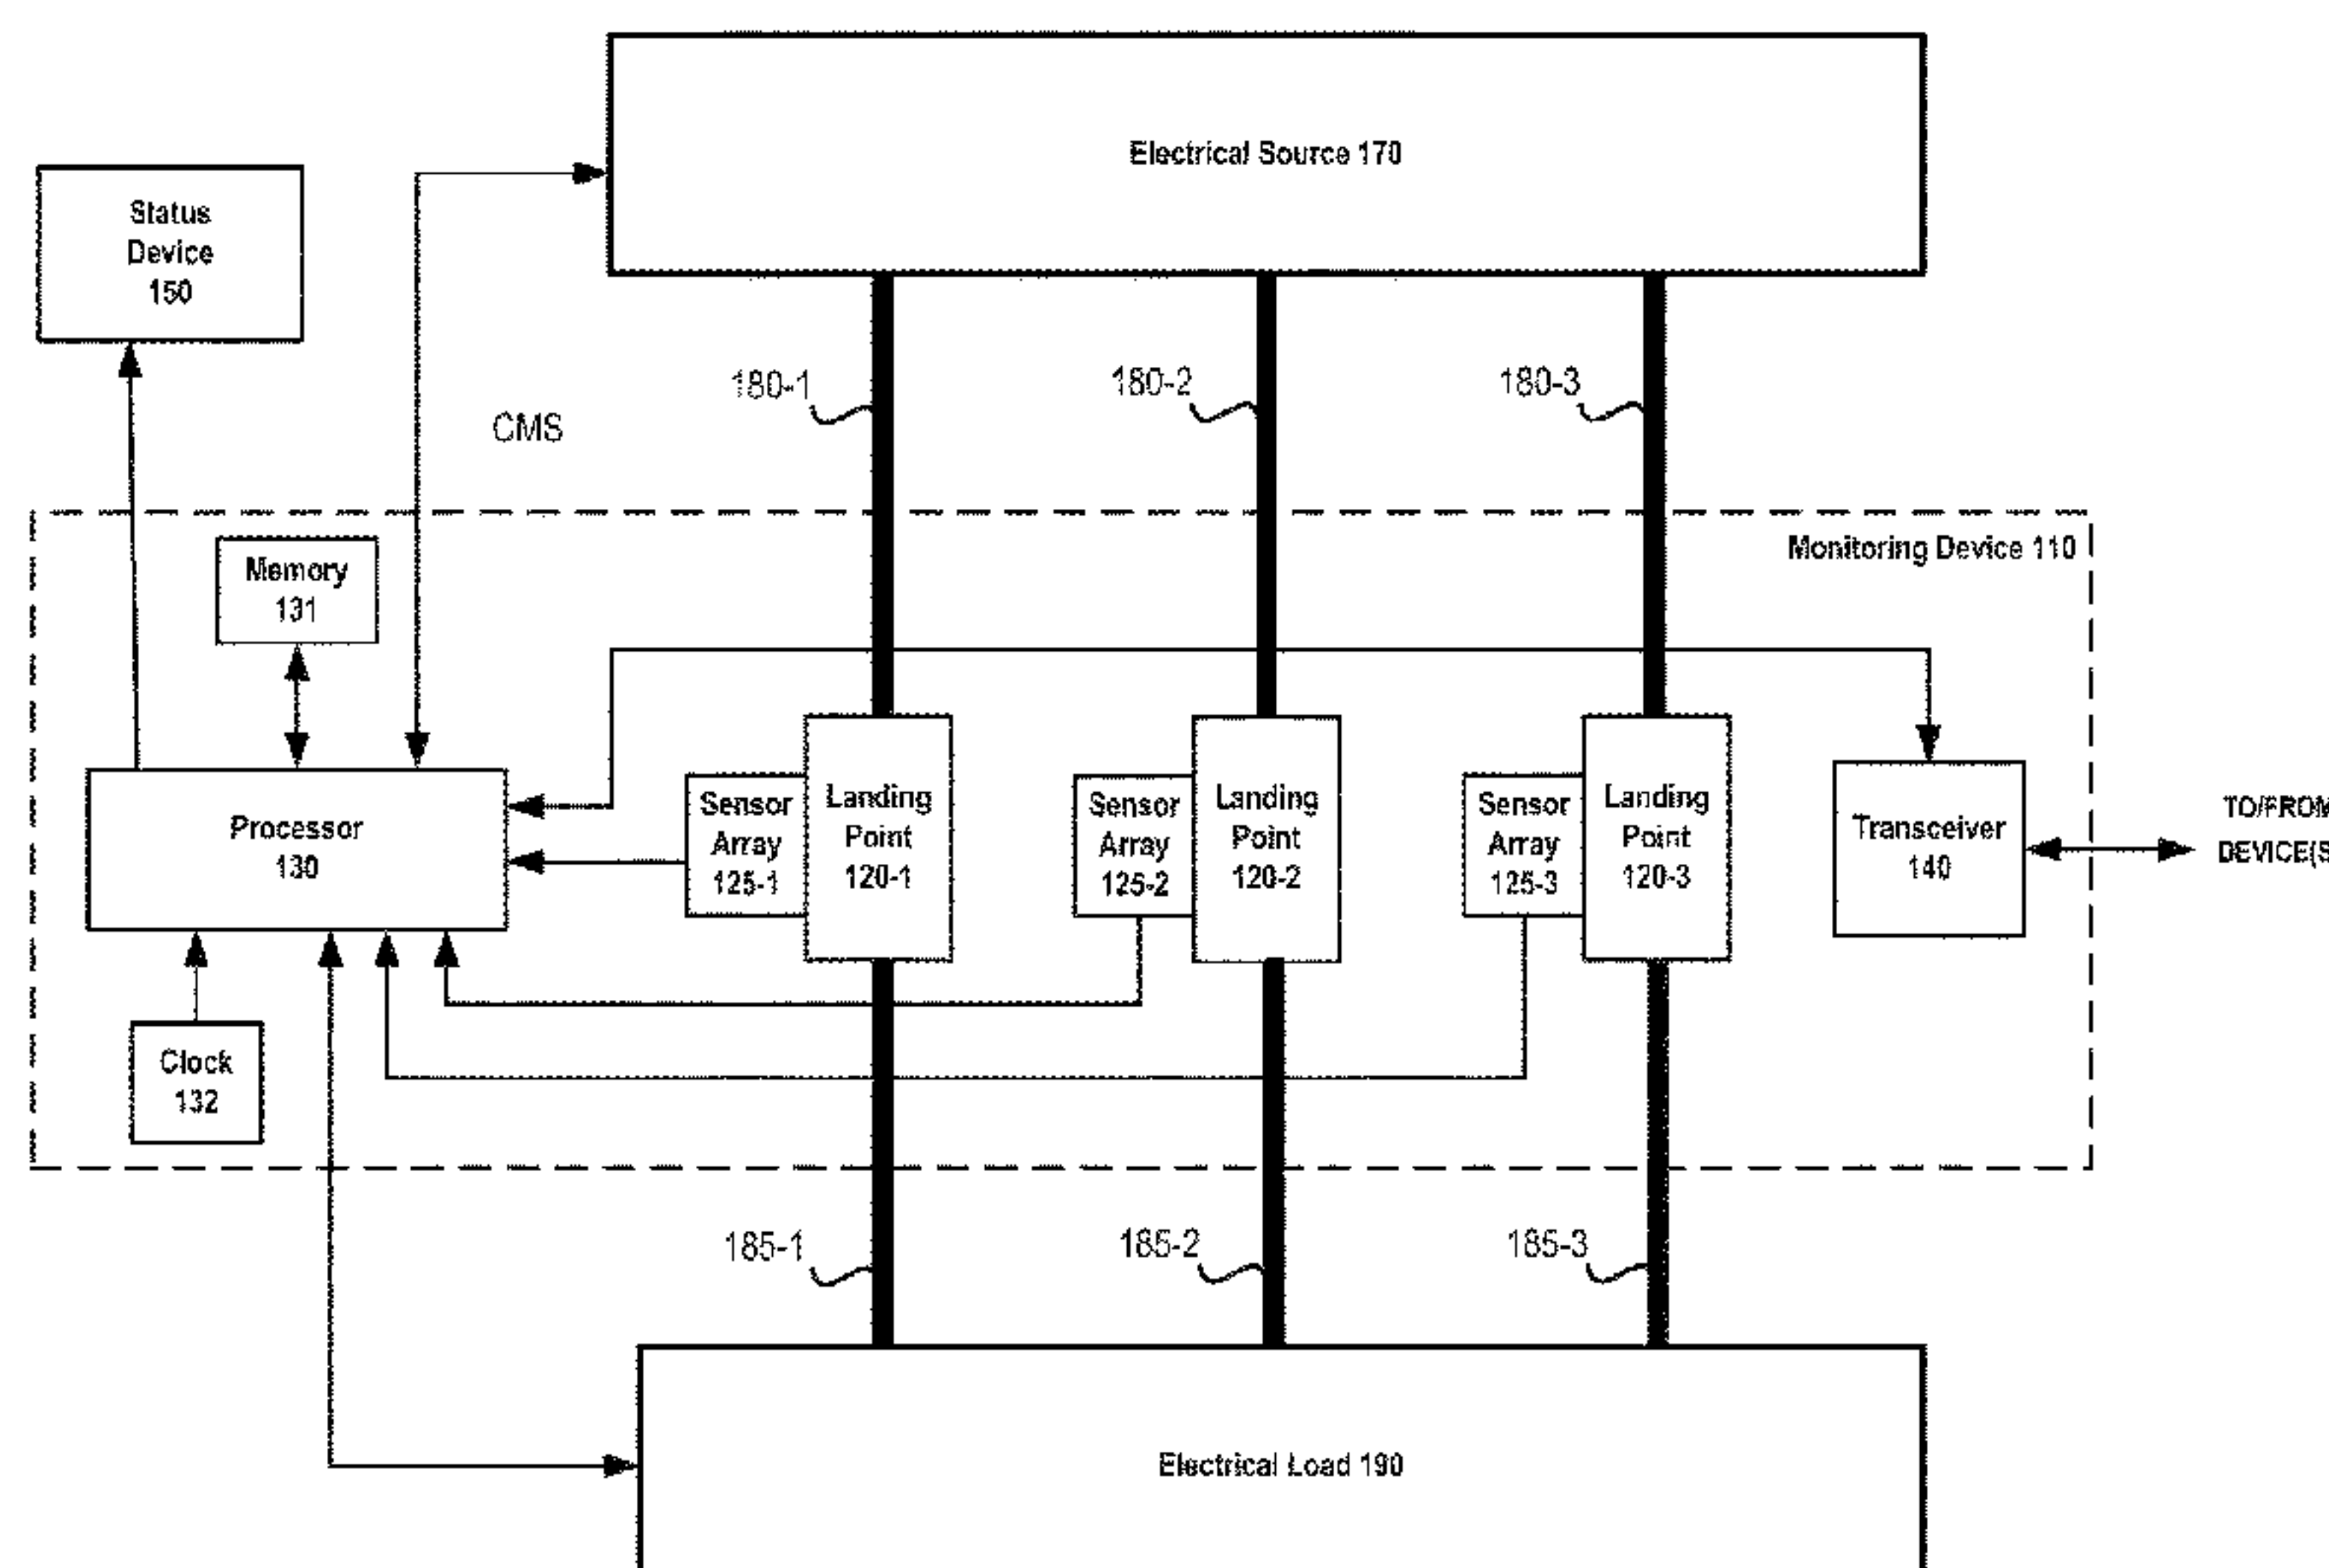 Electrical Source 170
Status
Device
150
180-1
180-2
180-3
CMS
Monitoring Device 110
Memory
131
Processor
130
Sensor
Array
125-1
Landing
Point
120-1
Sensor
Array
125-2
Landing
Point
120-2
Sensor
Array
125-3
Landing
Point
120-3
Transceiver
140
TO/FROM
DEVICE(S
Clock
132
185-1
185-2
185-3
Electrical Load 190